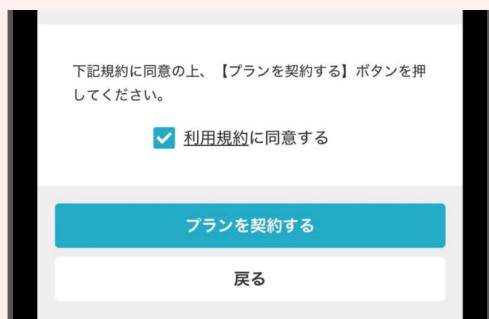 下記規約に同意の上、【プランを契約する】ボタンを押
してください。
利用規約に同意する
プランを契約する
戻る